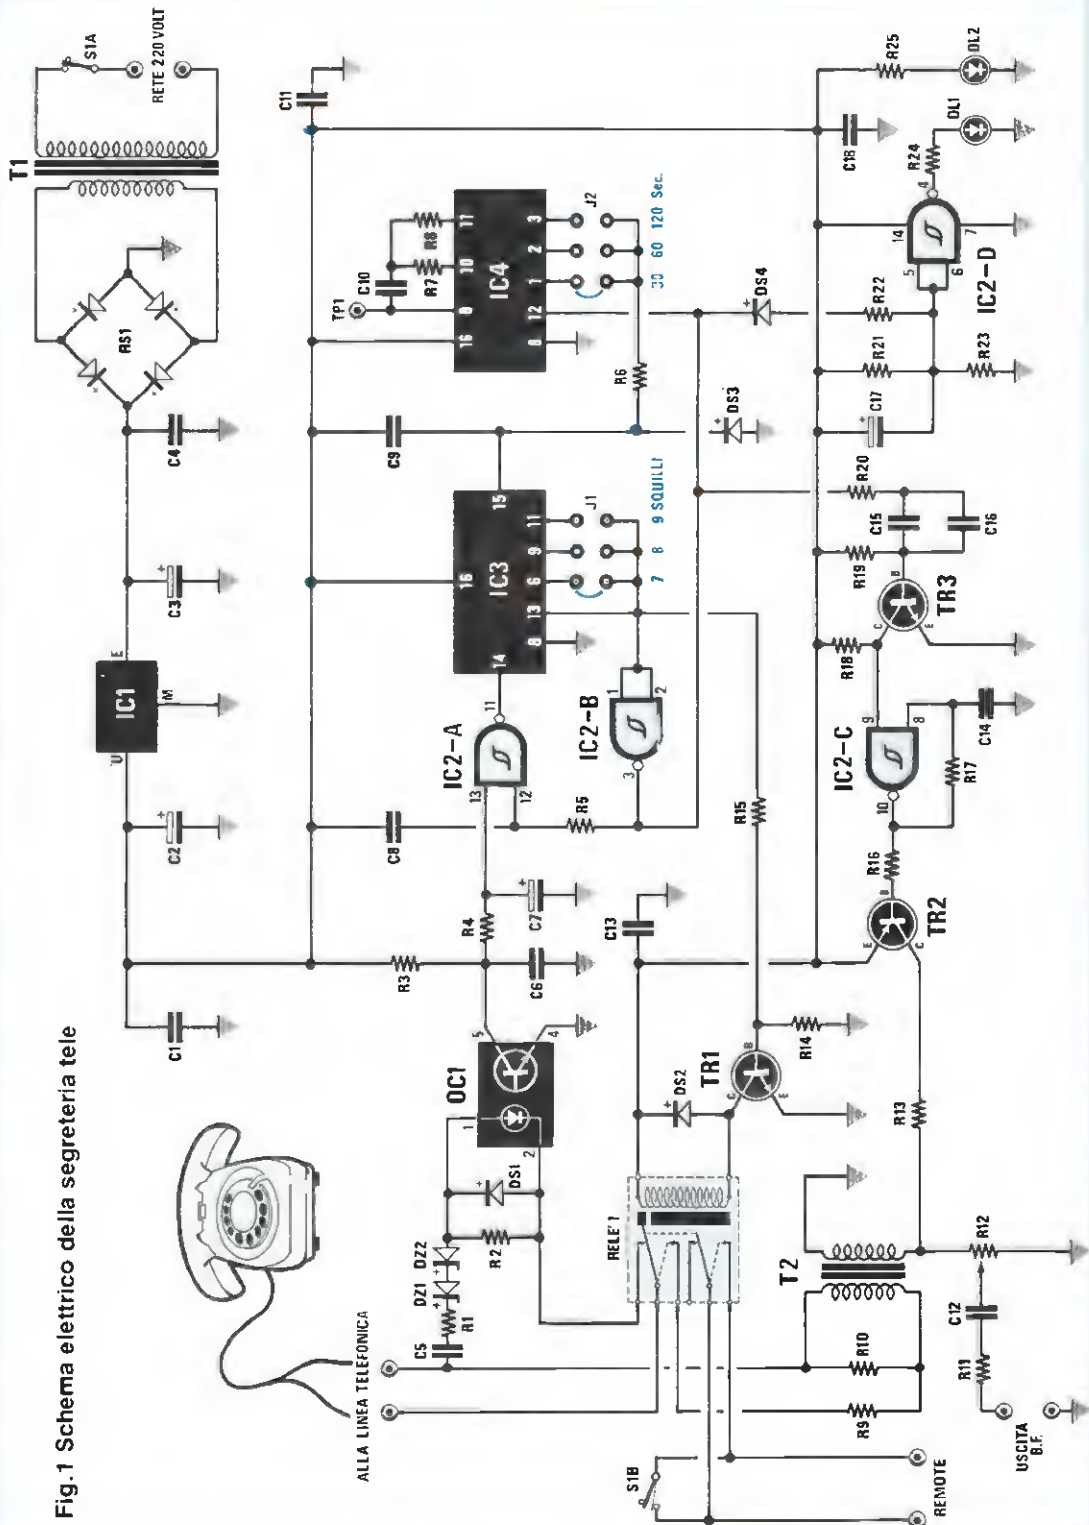 Fig.1 Schema elettrico della segreteria tele
T1
S1A
RETE 220 VOLT
RS1
C4
C3
IC1
U
E
M
C2
C1
C11
TP1
C10
R7
R8
16
9
10
11
IC4
8
12
1
2
3
J2
30 60 120 Sec.
R6
C9
16
14
15
IC3
8
13
6
9
11
J1
7 8 9 SQUILLI
IC2-A
13
12
11
IC2-B
1
2
3
C8
R5
R3
R4
C7
C6
OC1
1
2
5
4
DS1
R2
DZ1
DZ2
R1
C5
ALLA LINEA TELEFONICA
DS3
DS4
C13
DS2
RELE' 1
TR1
C
B
E
R14
R15
S1B
REMOTE
R9
R10
T2
R11
C12
R12
USCITA
B.F.
R13
TR2
E
B
C
R16
IC2-C
10
9
8
R17
C14
R18
TR3
C
B
E
R19
R20
C15
C16
C17
R21
R22
R23
IC2-D
5
6
14
7
4
R24
C18
DL1
R25
DL2